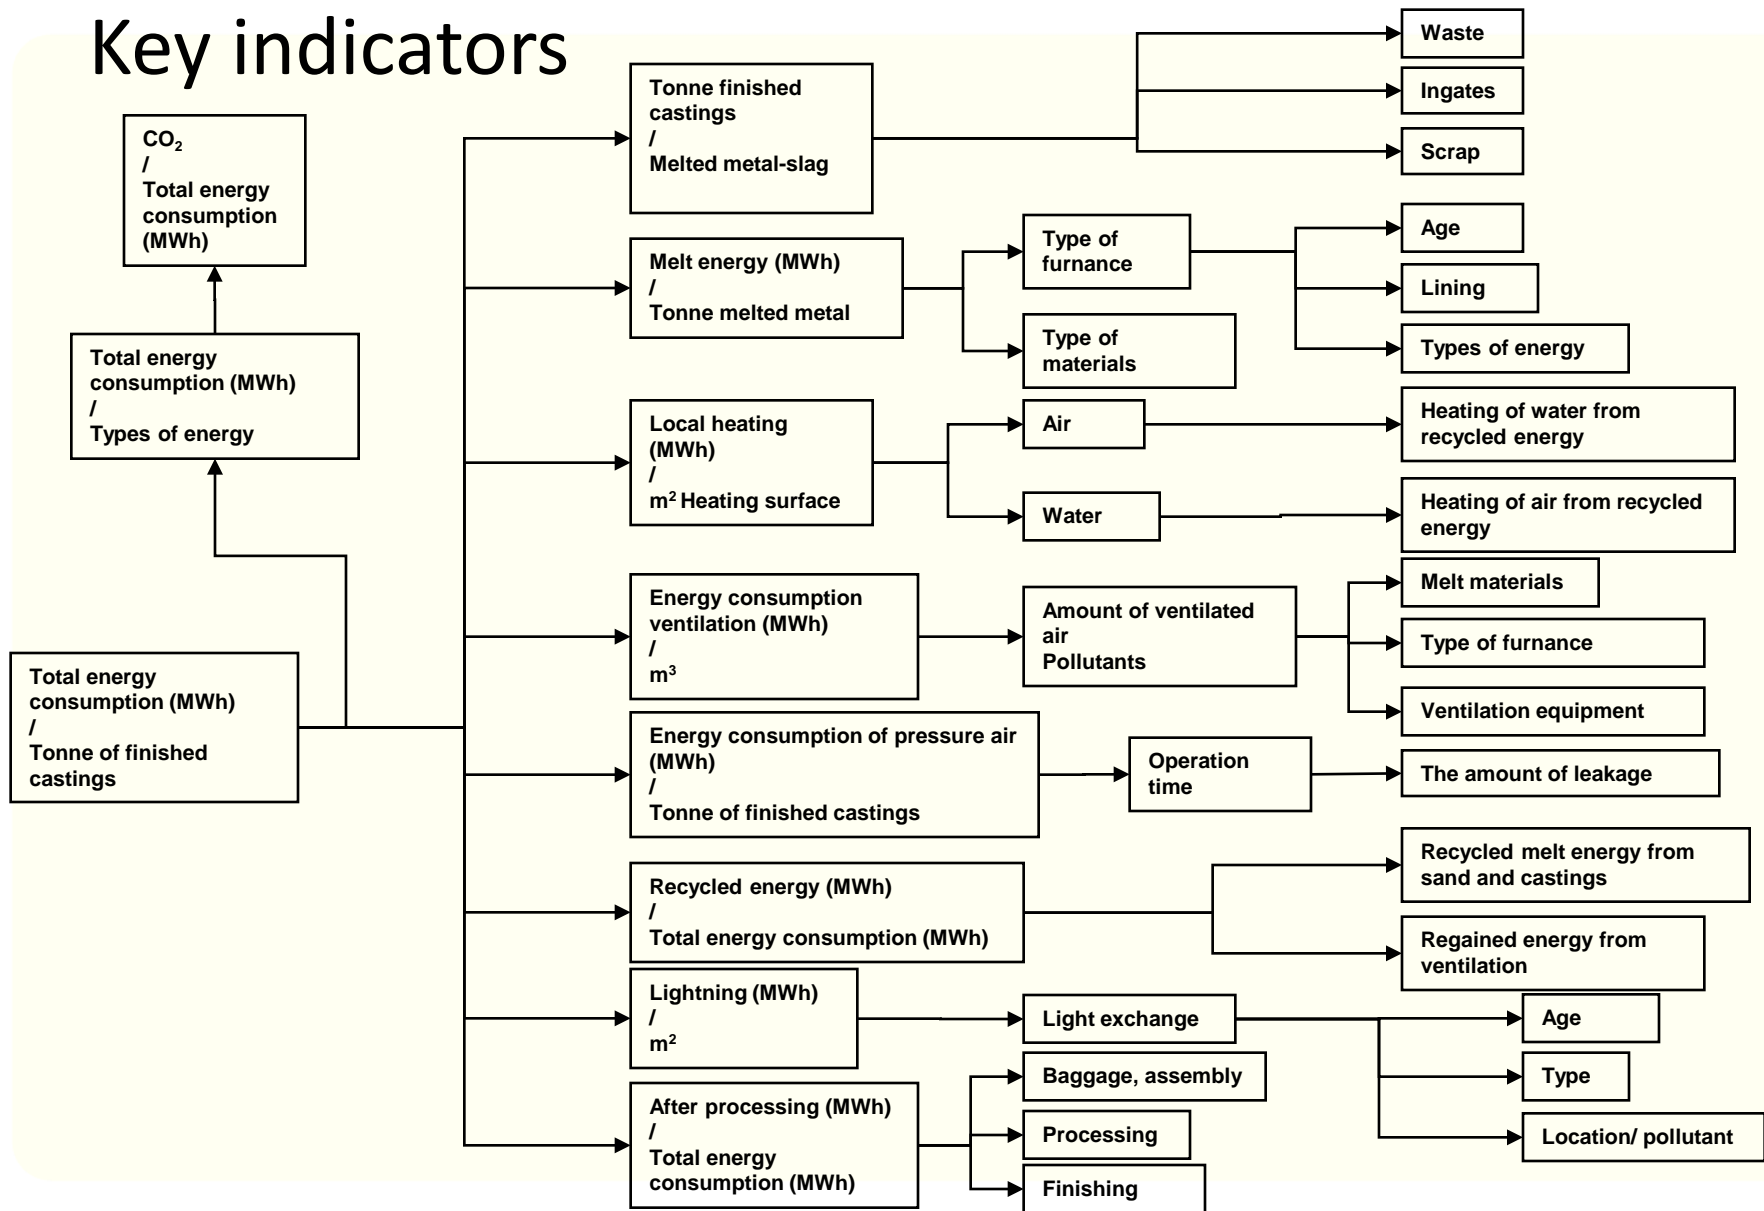 Key indicators
CO₂
/
Total energy
consumption
(MWh)
Total energy
consumption (MWh)
/
Types of energy
Total energy
consumption (MWh)
/
Tonne of finished
castings
Tonne finished
castings
/
Melted metal-slag
Waste
Ingates
Scrap
Melt energy (MWh)
/
Tonne melted metal
Type of
furnance
Type of
materials
Age
Lining
Types of energy
Local heating
(MWh)
/
m² Heating surface
Air
Water
Heating of water from
recycled energy
Heating of air from recycled
energy
Energy consumption
ventilation (MWh)
/
m³
Amount of ventilated
air
Pollutants
Melt materials
Type of furnance
Ventilation equipment
Energy consumption of pressure air
(MWh)
/
Tonne of finished castings
Operation
time
The amount of leakage
Recycled energy (MWh)
/
Total energy consumption (MWh)
Recycled melt energy from
sand and castings
Regained energy from
ventilation
Lightning (MWh)
/
m²
Light exchange
Age
Type
Location/ pollutant
After processing (MWh)
/
Total energy
consumption (MWh)
Baggage, assembly
Processing
Finishing